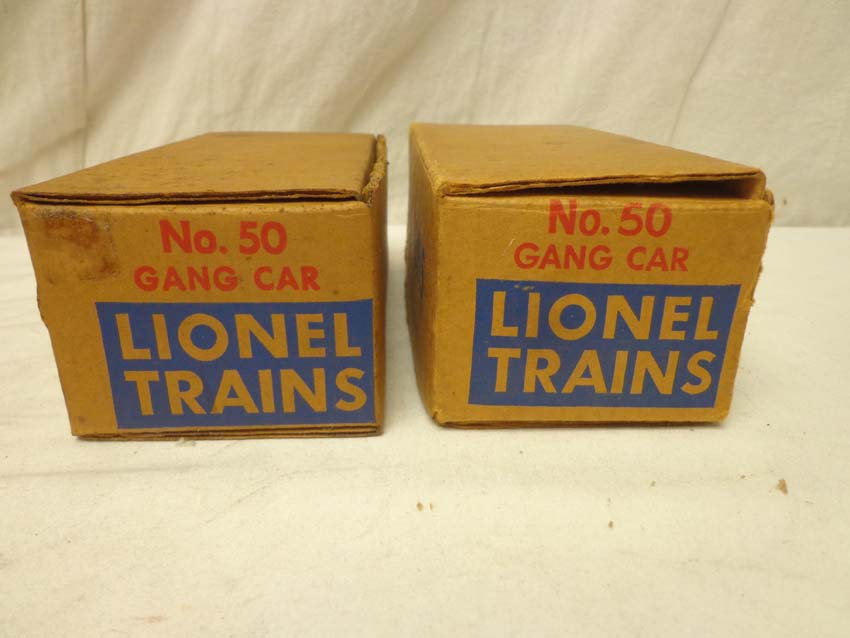 No. 50
GANG CAR
LIONEL
TRAINS
No. 50
GANG CAR
LIONEL
TRAINS